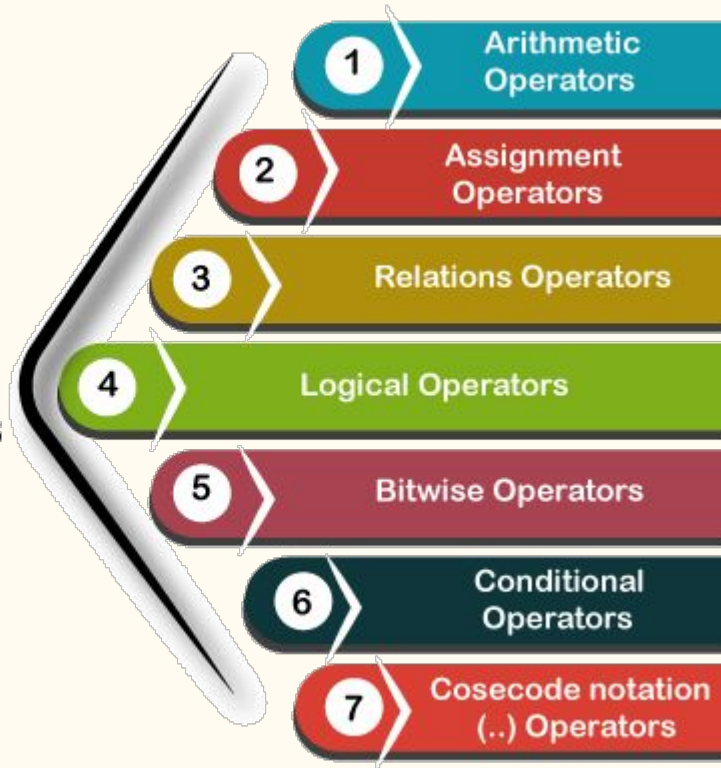 1
Arithmetic
Operators
2
Assignment
Operators
3
Relations Operators
4
Logical Operators
5
Bitwise Operators
6
Conditional
Operators
7
Cosecode notation
(..) Operators